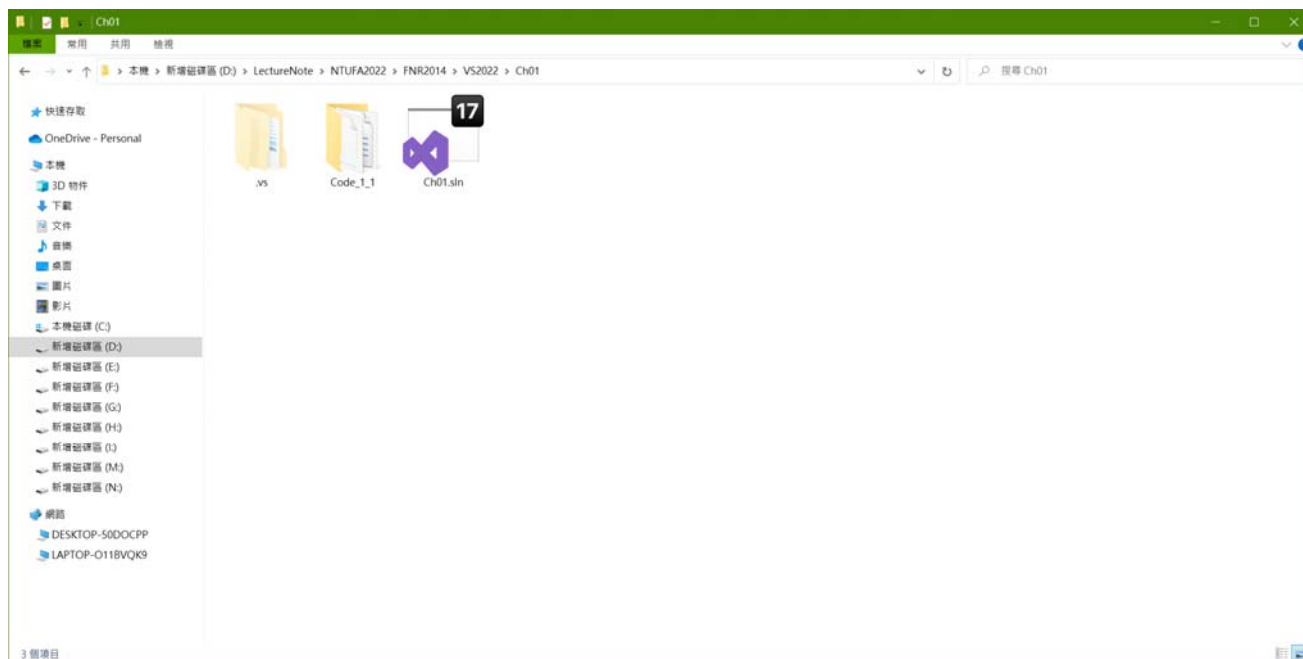 Ch01
檔案 常用 共用 檢視
本機 > 新增磁碟區 (D:) > LectureNote > NTUFA2022 > FNR2014 > VS2022 > Ch01
搜尋 Ch01
快速存取
OneDrive - Personal
本機
3D 物件
下載
文件
音樂
桌面
圖片
影片
本機磁碟 (C:)
新增磁碟區 (D:)
新增磁碟區 (E:)
新增磁碟區 (F:)
新增磁碟區 (G:)
新增磁碟區 (H:)
新增磁碟區 (I:)
新增磁碟區 (M:)
新增磁碟區 (N:)
網路
DESKTOP-50DOCPP
LAPTOP-O11BVQK9
17
.vs Code_1_1 Ch01.sln
3 個項目